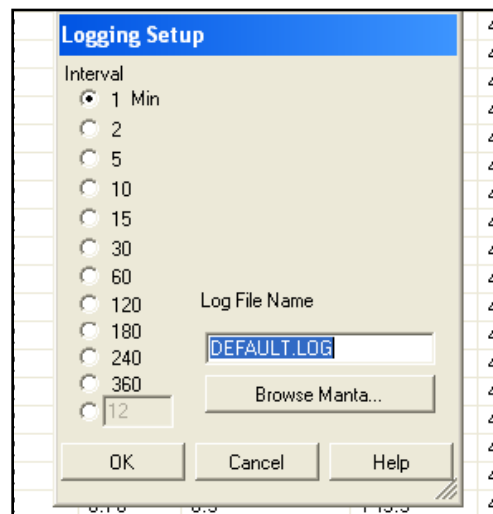 Logging Setup
Interval
1 Min
2
5
10
15
30
60
120
180
240
360
12
Log File Name
DEFAULT.LOG
Browse Manta...
OK
Cancel
Help